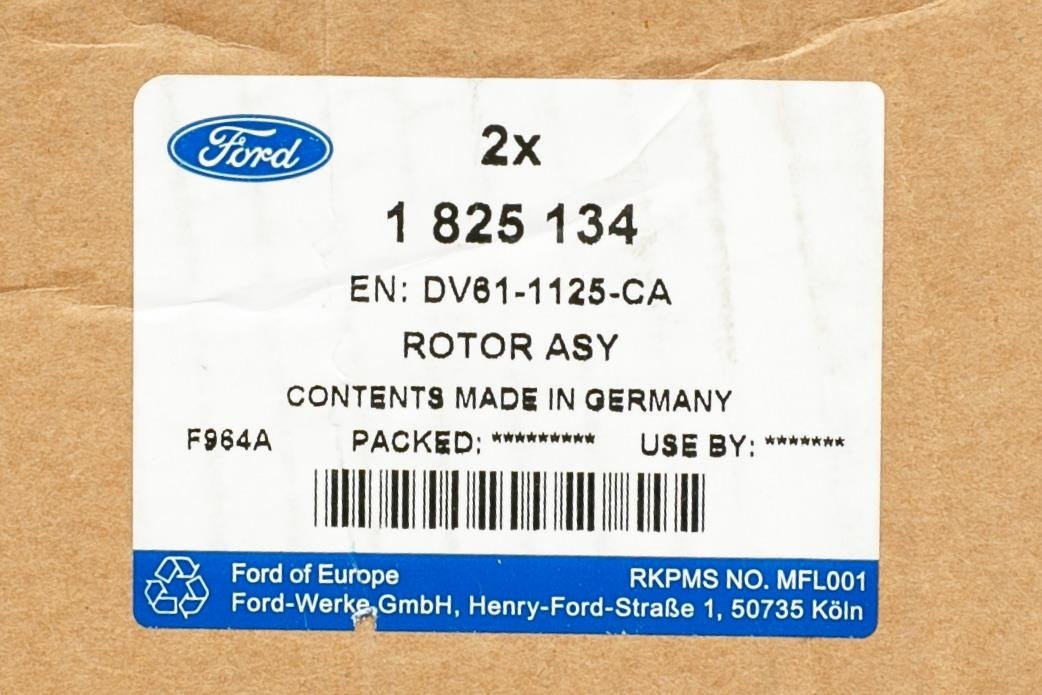 Ford
2x
1 825 134
EN: DV61-1125-CA
ROTOR ASY
CONTENTS MADE IN GERMANY
F964A PACKED: ********* USE BY: *******
Ford of Europe RKPMS NO. MFL001
Ford-Werke GmbH, Henry-Ford-Straße 1, 50735 Köln